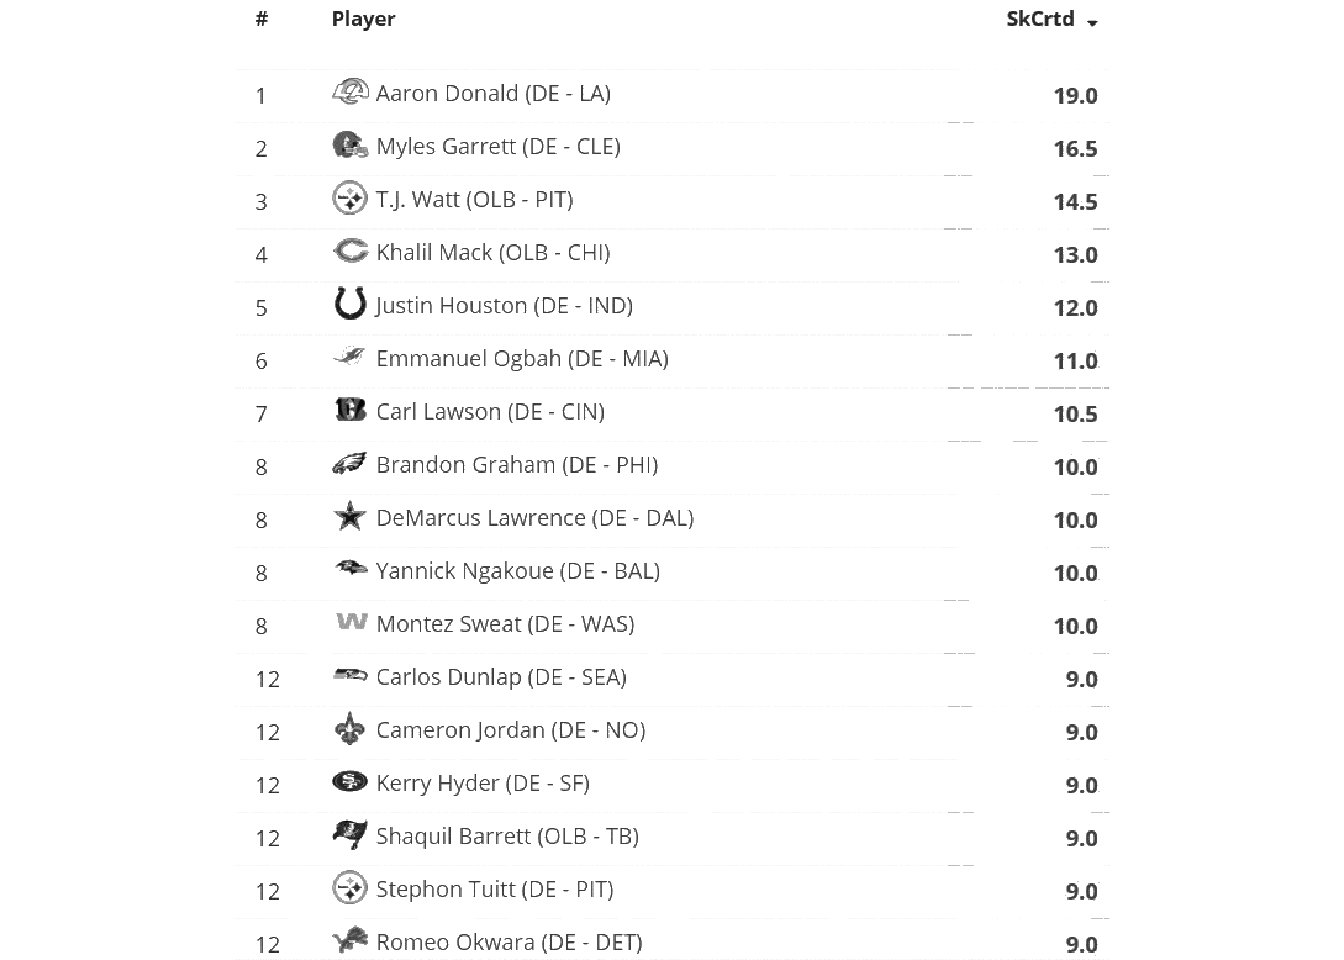 # Player SkCrtd
1 Aaron Donald (DE - LA) 19.0
2 Myles Garrett (DE - CLE) 16.5
3 T.J. Watt (OLB - PIT) 14.5
4 Khalil Mack (OLB - CHI) 13.0
5 Justin Houston (DE - IND) 12.0
6 Emmanuel Ogbah (DE - MIA) 11.0
7 Carl Lawson (DE - CIN) 10.5
8 Brandon Graham (DE - PHI) 10.0
8 DeMarcus Lawrence (DE - DAL) 10.0
8 Yannick Ngakoue (DE - BAL) 10.0
8 Montez Sweat (DE - WAS) 10.0
12 Carlos Dunlap (DE - SEA) 9.0
12 Cameron Jordan (DE - NO) 9.0
12 Kerry Hyder (DE - SF) 9.0
12 Shaquil Barrett (OLB - TB) 9.0
12 Stephon Tuitt (DE - PIT) 9.0
12 Romeo Okwara (DE - DET) 9.0